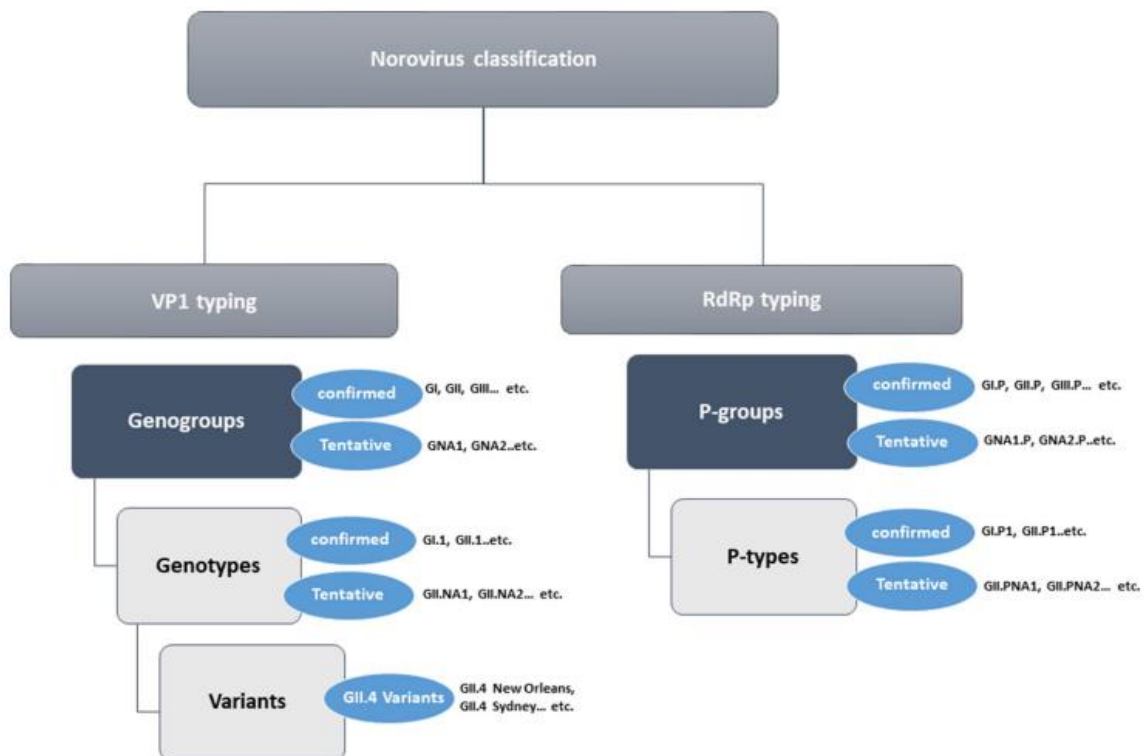 Norovirus classification
VP1 typing
RdRp typing
Genogroups
confirmed
GI, GII, GIII... etc.
Tentative
GNA1, GNA2..etc.
Genotypes
confirmed
GI.1, GII.1..etc.
Tentative
GII.NA1, GII.NA2... etc.
Variants
GII.4 Variants
GII.4 New Orleans,
GII.4 Sydney... etc.
P-groups
confirmed
GI.P, GII.P, GIII.P... etc.
Tentative
GNA1.P, GNA2.P..etc.
P-types
confirmed
GI.P1, GII.P1..etc.
Tentative
GII.PNA1, GII.PNA2... etc.